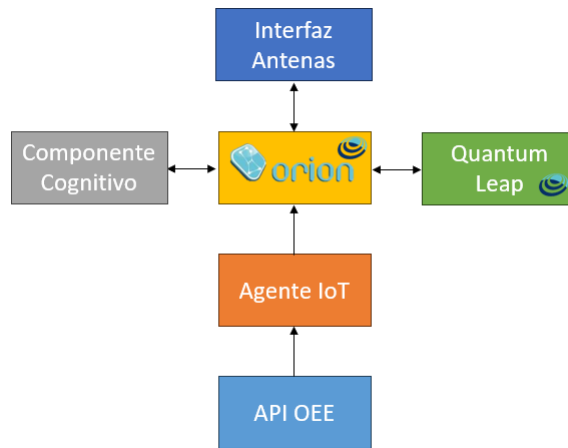 Interfaz
Antenas
Componente
Cognitivo
orion
Quantum
Leap
Agente IoT
API OEE